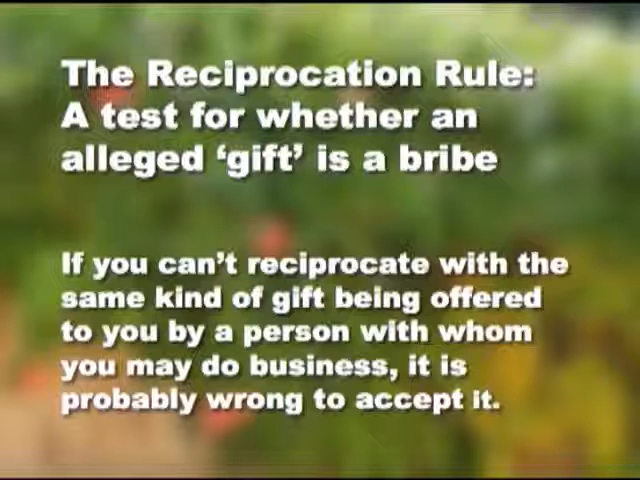 The Reciprocation Rule:
A test for whether an
alleged ‘gift’ is a bribe
If you can’t reciprocate with the
same kind of gift being offered
to you by a person with whom
you may do business, it is
probably wrong to accept it.